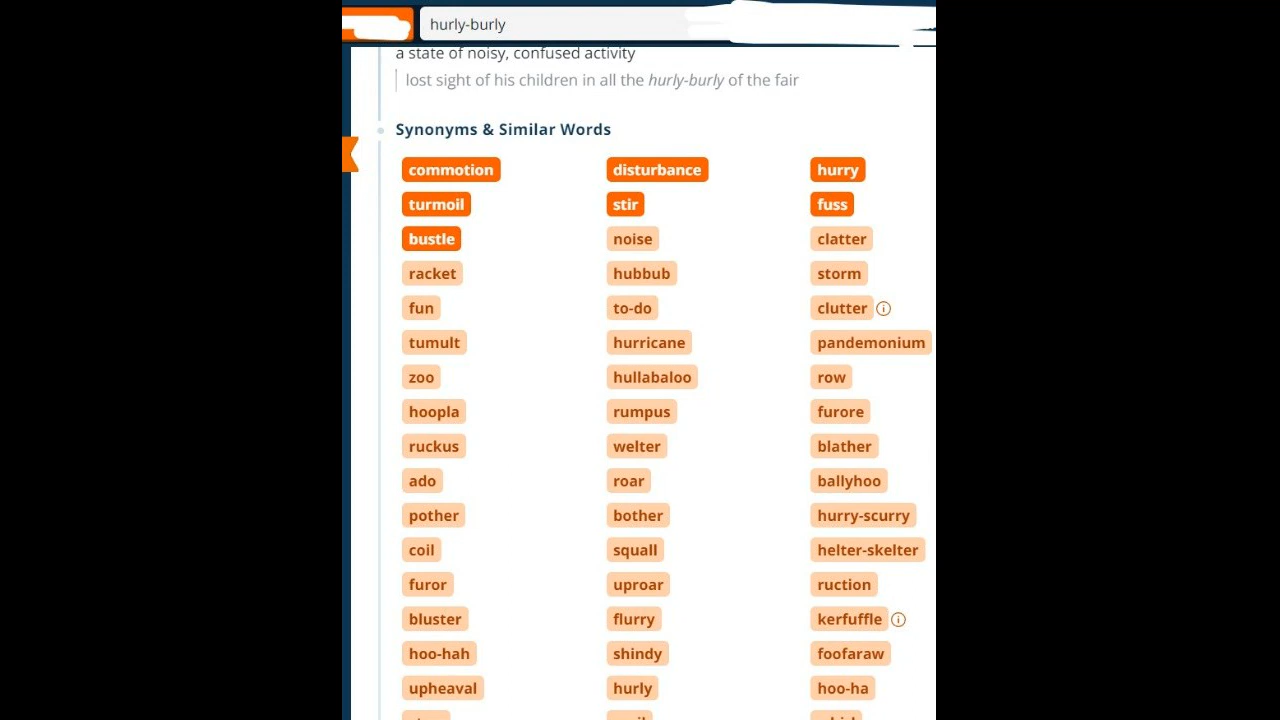 hurly-burly
a state of noisy, confused activity
lost sight of his children in all the hurly-burly of the fair
Synonyms & Similar Words
commotion disturbance hurry
turmoil stir fuss
bustle noise clatter
racket hubbub storm
fun to-do clutter
tumult hurricane pandemonium
zoo hullabaloo row
hoopla rumpus furore
ruckus welter blather
ado roar ballyhoo
pother bother hurry-scurry
coil squall helter-skelter
furor uproar ruction
bluster flurry kerfuffle
hoo-hah shindy foofaraw
upheaval hurly hoo-ha